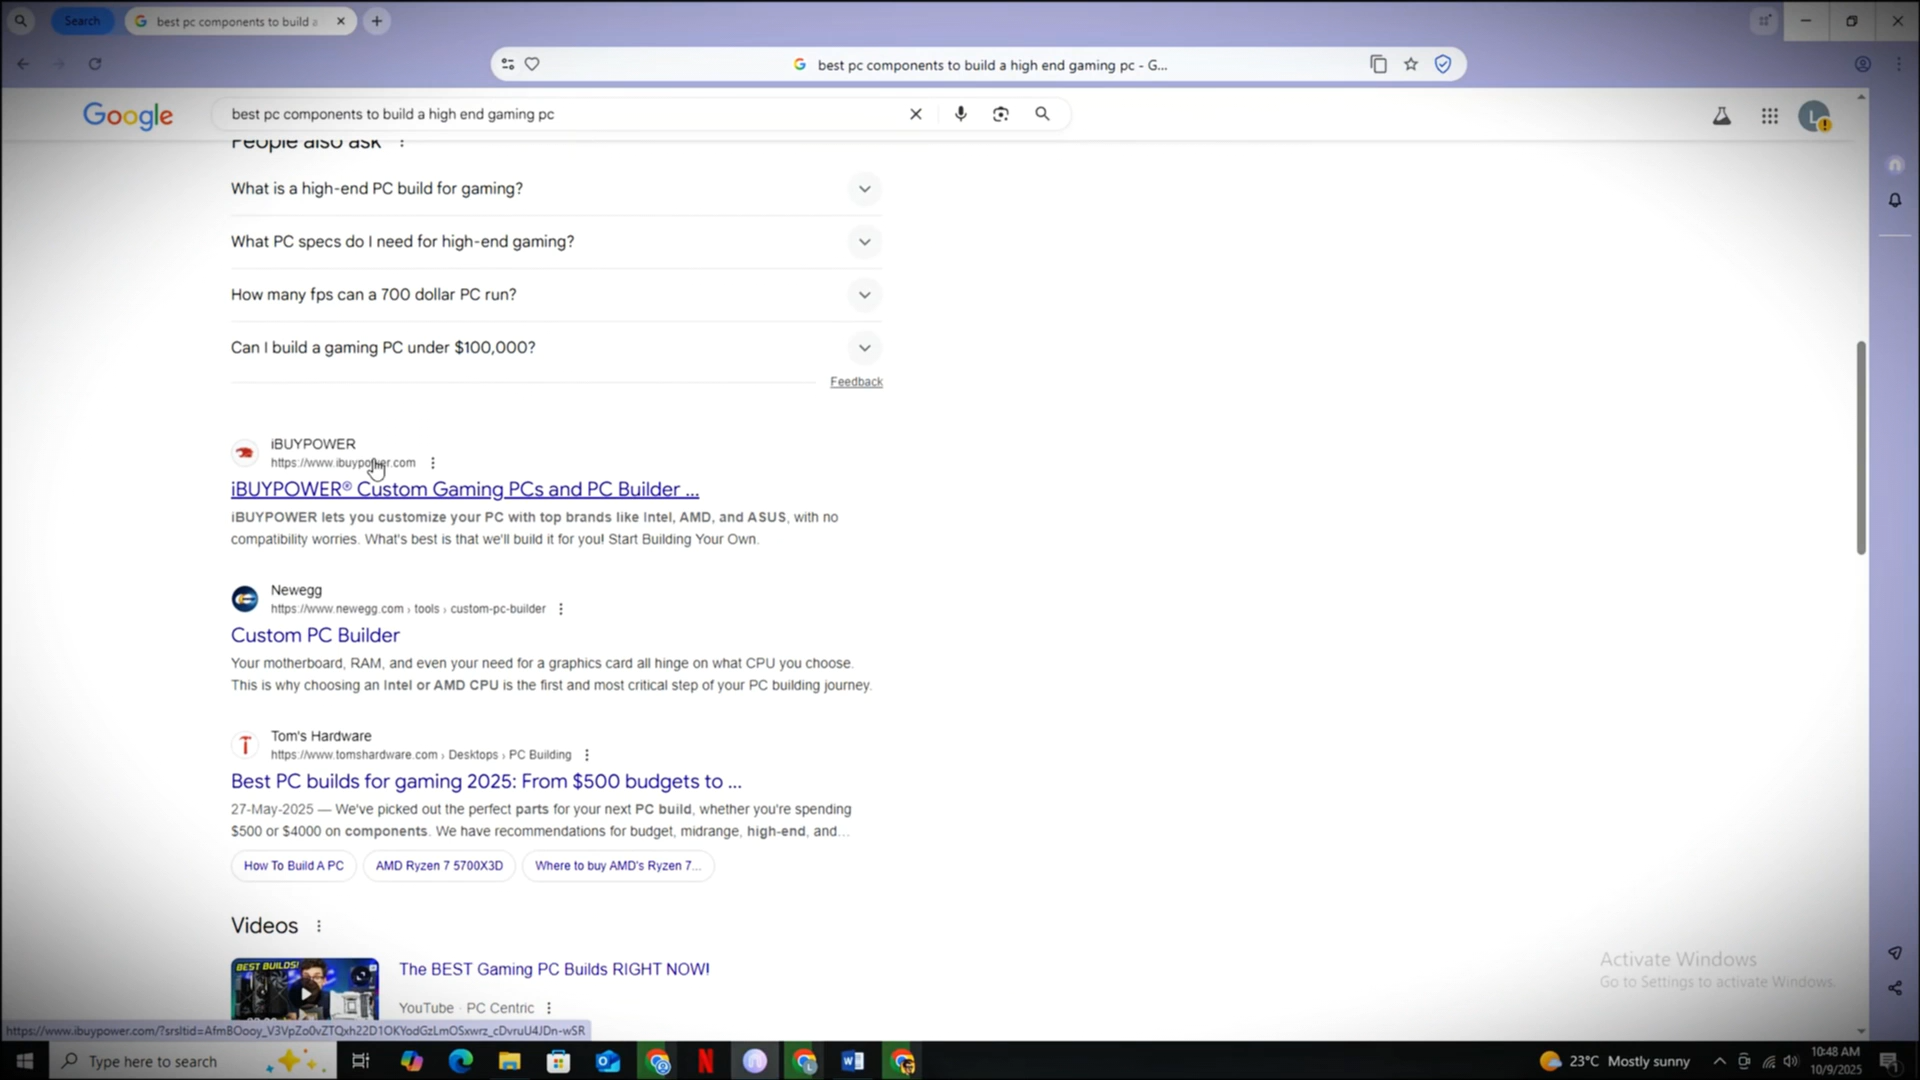 Search
best pc components to build a
best pc components to build a high end gaming pc - G...
Google
best pc components to build a high end gaming pc
L
People also ask
What is a high-end PC build for gaming?
What PC specs do I need for high-end gaming?
How many fps can a 700 dollar PC run?
Can I build a gaming PC under $100,000?
Feedback
iBUYPOWER
https://www.ibuypower.com
iBUYPOWER® Custom Gaming PCs and PC Builder ...
iBUYPOWER lets you customize your PC with top brands like Intel, AMD, and ASUS, with no
compatibility worries. What's best is that we'll build it for you! Start Building Your Own.
Newegg
https://www.newegg.com › tools › custom-pc-builder
Custom PC Builder
Your motherboard, RAM, and even your need for a graphics card all hinge on what CPU you choose.
This is why choosing an Intel or AMD CPU is the first and most critical step of your PC building journey.
Tom's Hardware
https://www.tomshardware.com › Desktops › PC Building
Best PC builds for gaming 2025: From $500 budgets to ...
27-May-2025 — We've picked out the perfect parts for your next PC build, whether you're spending
$500 or $4000 on components. We have recommendations for budget, midrange, high-end, and...
How To Build A PC
AMD Ryzen 7 5700X3D
Where to buy AMD's Ryzen 7...
Videos
BEST BUILDS!
The BEST Gaming PC Builds RIGHT NOW!
YouTube · PC Centric
Activate Windows
Go to Settings to activate Windows.
Type here to search
23°C Mostly sunny
10:48 AM
10/9/2025